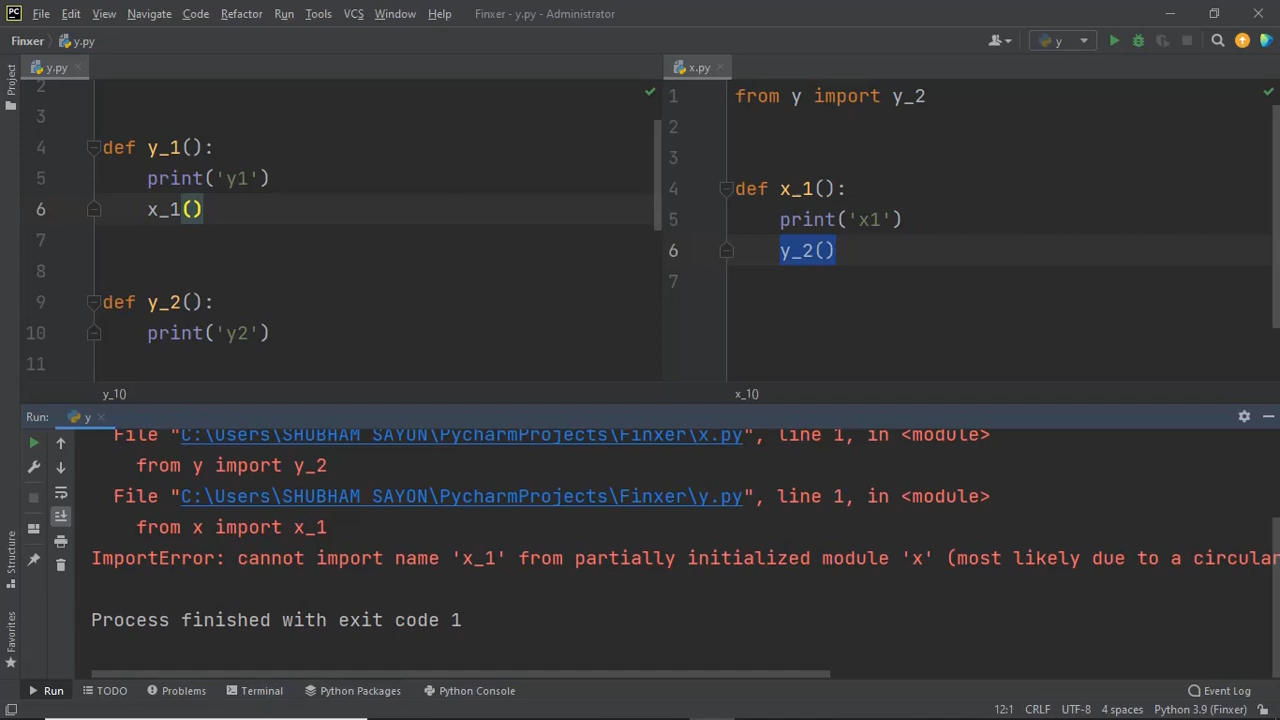 PC File Edit View Navigate Code Refactor Run Tools VCS Window Help Finxer - y.py - Administrator
Finxer y.py y
Project
y.py
x.py
2
3
4 def y_1():
5 print('y1')
6 x_1()
7
8
9 def y_2():
10 print('y2')
11
y_1()
1 from y import y_2
2
3
4 def x_1():
5 print('x1')
6 y_2()
7
x_1()
Run: y
File "C:\Users\SHUBHAM SAYON\PycharmProjects\Finxer\x.py", line 1, in <module>
from y import y_2
File "C:\Users\SHUBHAM SAYON\PycharmProjects\Finxer\y.py", line 1, in <module>
from x import x_1
ImportError: cannot import name 'x_1' from partially initialized module 'x' (most likely due to a circular
Process finished with exit code 1
Structure
Favorites
Run TODO Problems Terminal Python Packages Python Console Event Log
12:1 CRLF UTF-8 4 spaces Python 3.9 (Finxer)